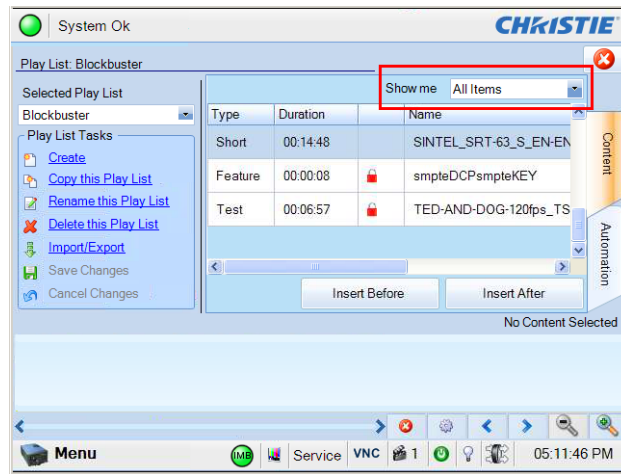 System Ok
CHRISTIE
Play List: Blockbuster
Selected Play List
Blockbuster
Play List Tasks
Create
Copy this Play List
Rename this Play List
Delete this Play List
Import/Export
Save Changes
Cancel Changes
Show me All Items
Type Duration Name
Short 00:14:48 SINTEL_SRT-63_S_EN-EN
Feature 00:00:08 smpteDCPsmpteKEY
Test 00:06:57 TED-AND-DOG-120fps_TS
Insert Before Insert After
Content
Automation
No Content Selected
Menu IMB Service VNC 1 05:11:46 PM